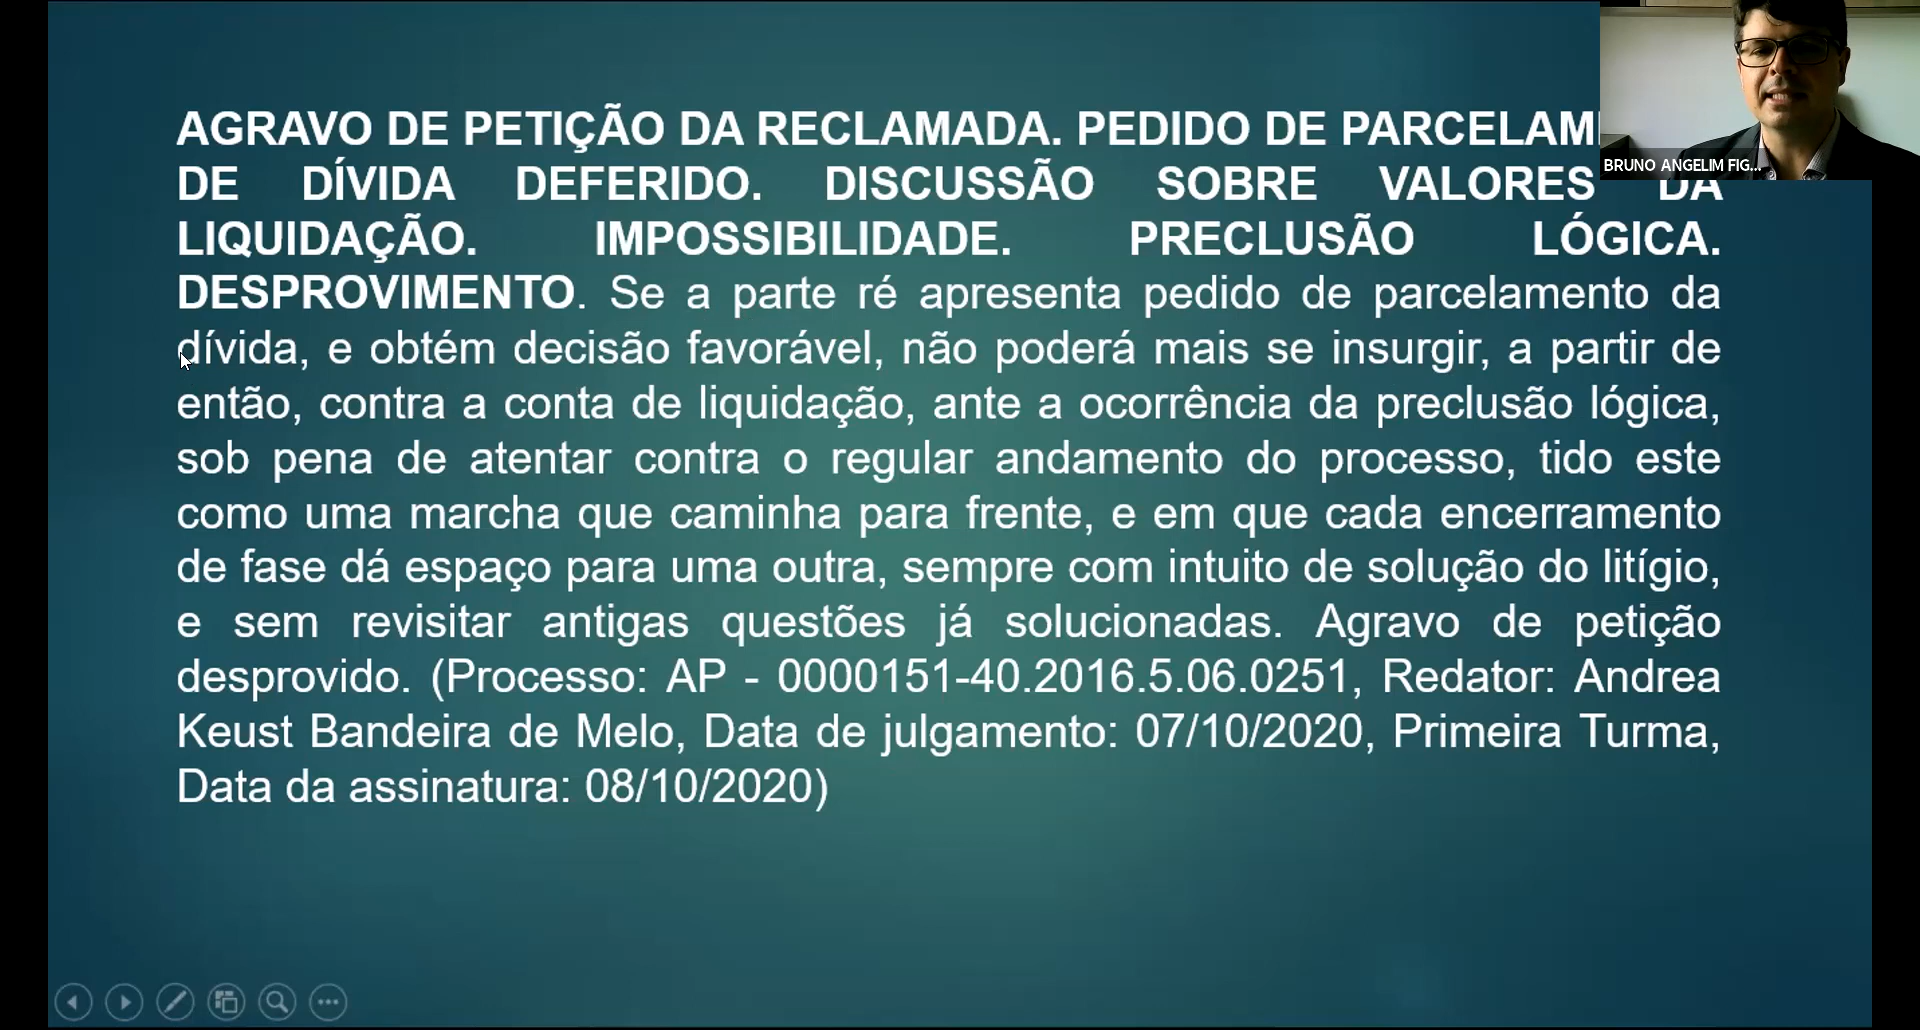 AGRAVO DE PETIÇÃO DA RECLAMADA. PEDIDO DE
DE DÍVIDA DEFERIDO. DISCUSSÃO SOBRE VALORES DA
LIQUIDAÇÃO. IMPOSSIBILIDADE. PRECLUSÃO LÓGICA.
DESPROVIMENTO. Se a parte ré apresenta pedido de parcelamento da
dívida, e obtém decisão favorável, não poderá mais se insurgir, a partir de
então, contra a conta de liquidação, ante a ocorrência da preclusão lógica,
sob pena de atentar contra o regular andamento do processo, tido este
como uma marcha que caminha para frente, e em que cada encerramento
de fase dá espaço para uma outra, sempre com intuito de solução do litígio,
e sem revisitar antigas questões já solucionadas. Agravo de petição
desprovido. (Processo: AP - 0000151-40.2016.5.06.0251, Redator: Andrea
Keust Bandeira de Melo, Data de julgamento: 07/10/2020, Primeira Turma,
Data da assinatura: 08/10/2020)
BRUNO ANGELIM FIG...